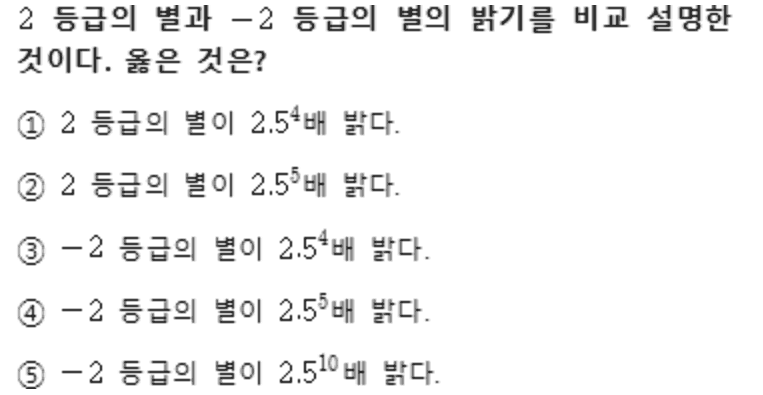 2 등급의 별과 −2 등급의 별의 밝기를 비교 설명한
것이다. 옳은 것은?
① 2 등급의 별이 2.5⁴배 밝다.
② 2 등급의 별이 2.5⁵배 밝다.
③ −2 등급의 별이 2.5⁴배 밝다.
④ −2 등급의 별이 2.5⁵배 밝다.
⑤ −2 등급의 별이 2.5¹⁰배 밝다.